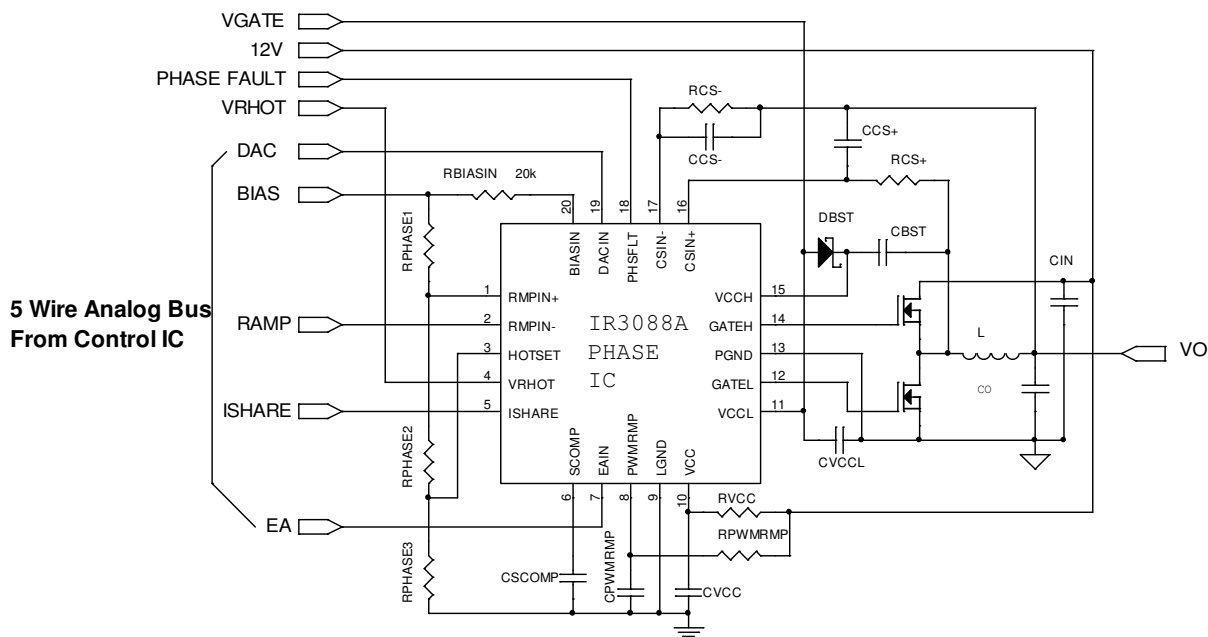 VGATE
12V
PHASE FAULT
VRHOT
DAC
BIAS
5 Wire Analog Bus
From Control IC
RAMP
ISHARE
EA
RBIASIN 20k
RPHASE1
RPHASE2
RPHASE3
RCS-
CCS-
CCS+
RCS+
DBST
CBST
CIN
20
19
18
17
16
BIASIN
DACIN
PHSFLT
CSIN-
CSIN+
1
RMPIN+
2
RMPIN-
3
HOTSET
4
VRHOT
5
ISHARE
IR3088A
PHASE
IC
VCCH
15
GATEH
14
PGND
13
GATEL
12
VCCL
11
SCOMP
EAIN
PWMRMP
LGND
VCC
6
7
8
9
10
L
CO
VO
CVCCL
RVCC
RPWMRMP
CSCOMP
CPWMRMP
CVCC